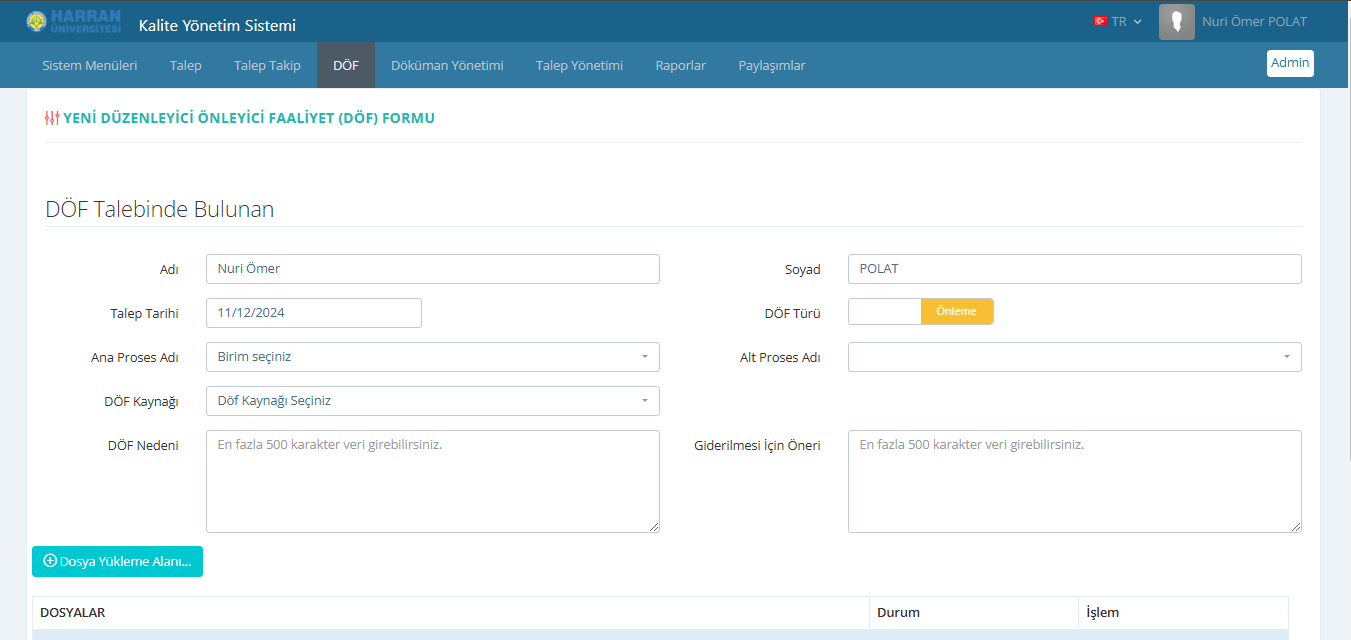 HARRAN
ÜNİVERSİTESİ
Kalite Yönetim Sistemi
TR
Nuri Ömer POLAT
Sistem Menüleri Talep Talep Takip DÖF Döküman Yönetimi Talep Yönetimi Raporlar Paylaşımlar Admin
YENİ DÜZENLEYİCİ ÖNLEYİCİ FAALİYET (DÖF) FORMU
DÖF Talebinde Bulunan
Adı Nuri Ömer Soyad POLAT
Talep Tarihi 11/12/2024 DÖF Türü Önleme
Ana Proses Adı Birim seçiniz Alt Proses Adı
DÖF Kaynağı Döf Kaynağı Seçiniz
DÖF Nedeni En fazla 500 karakter veri girebilirsiniz. Giderilmesi İçin Öneri En fazla 500 karakter veri girebilirsiniz.
Dosya Yükleme Alanı...
DOSYALAR Durum İşlem